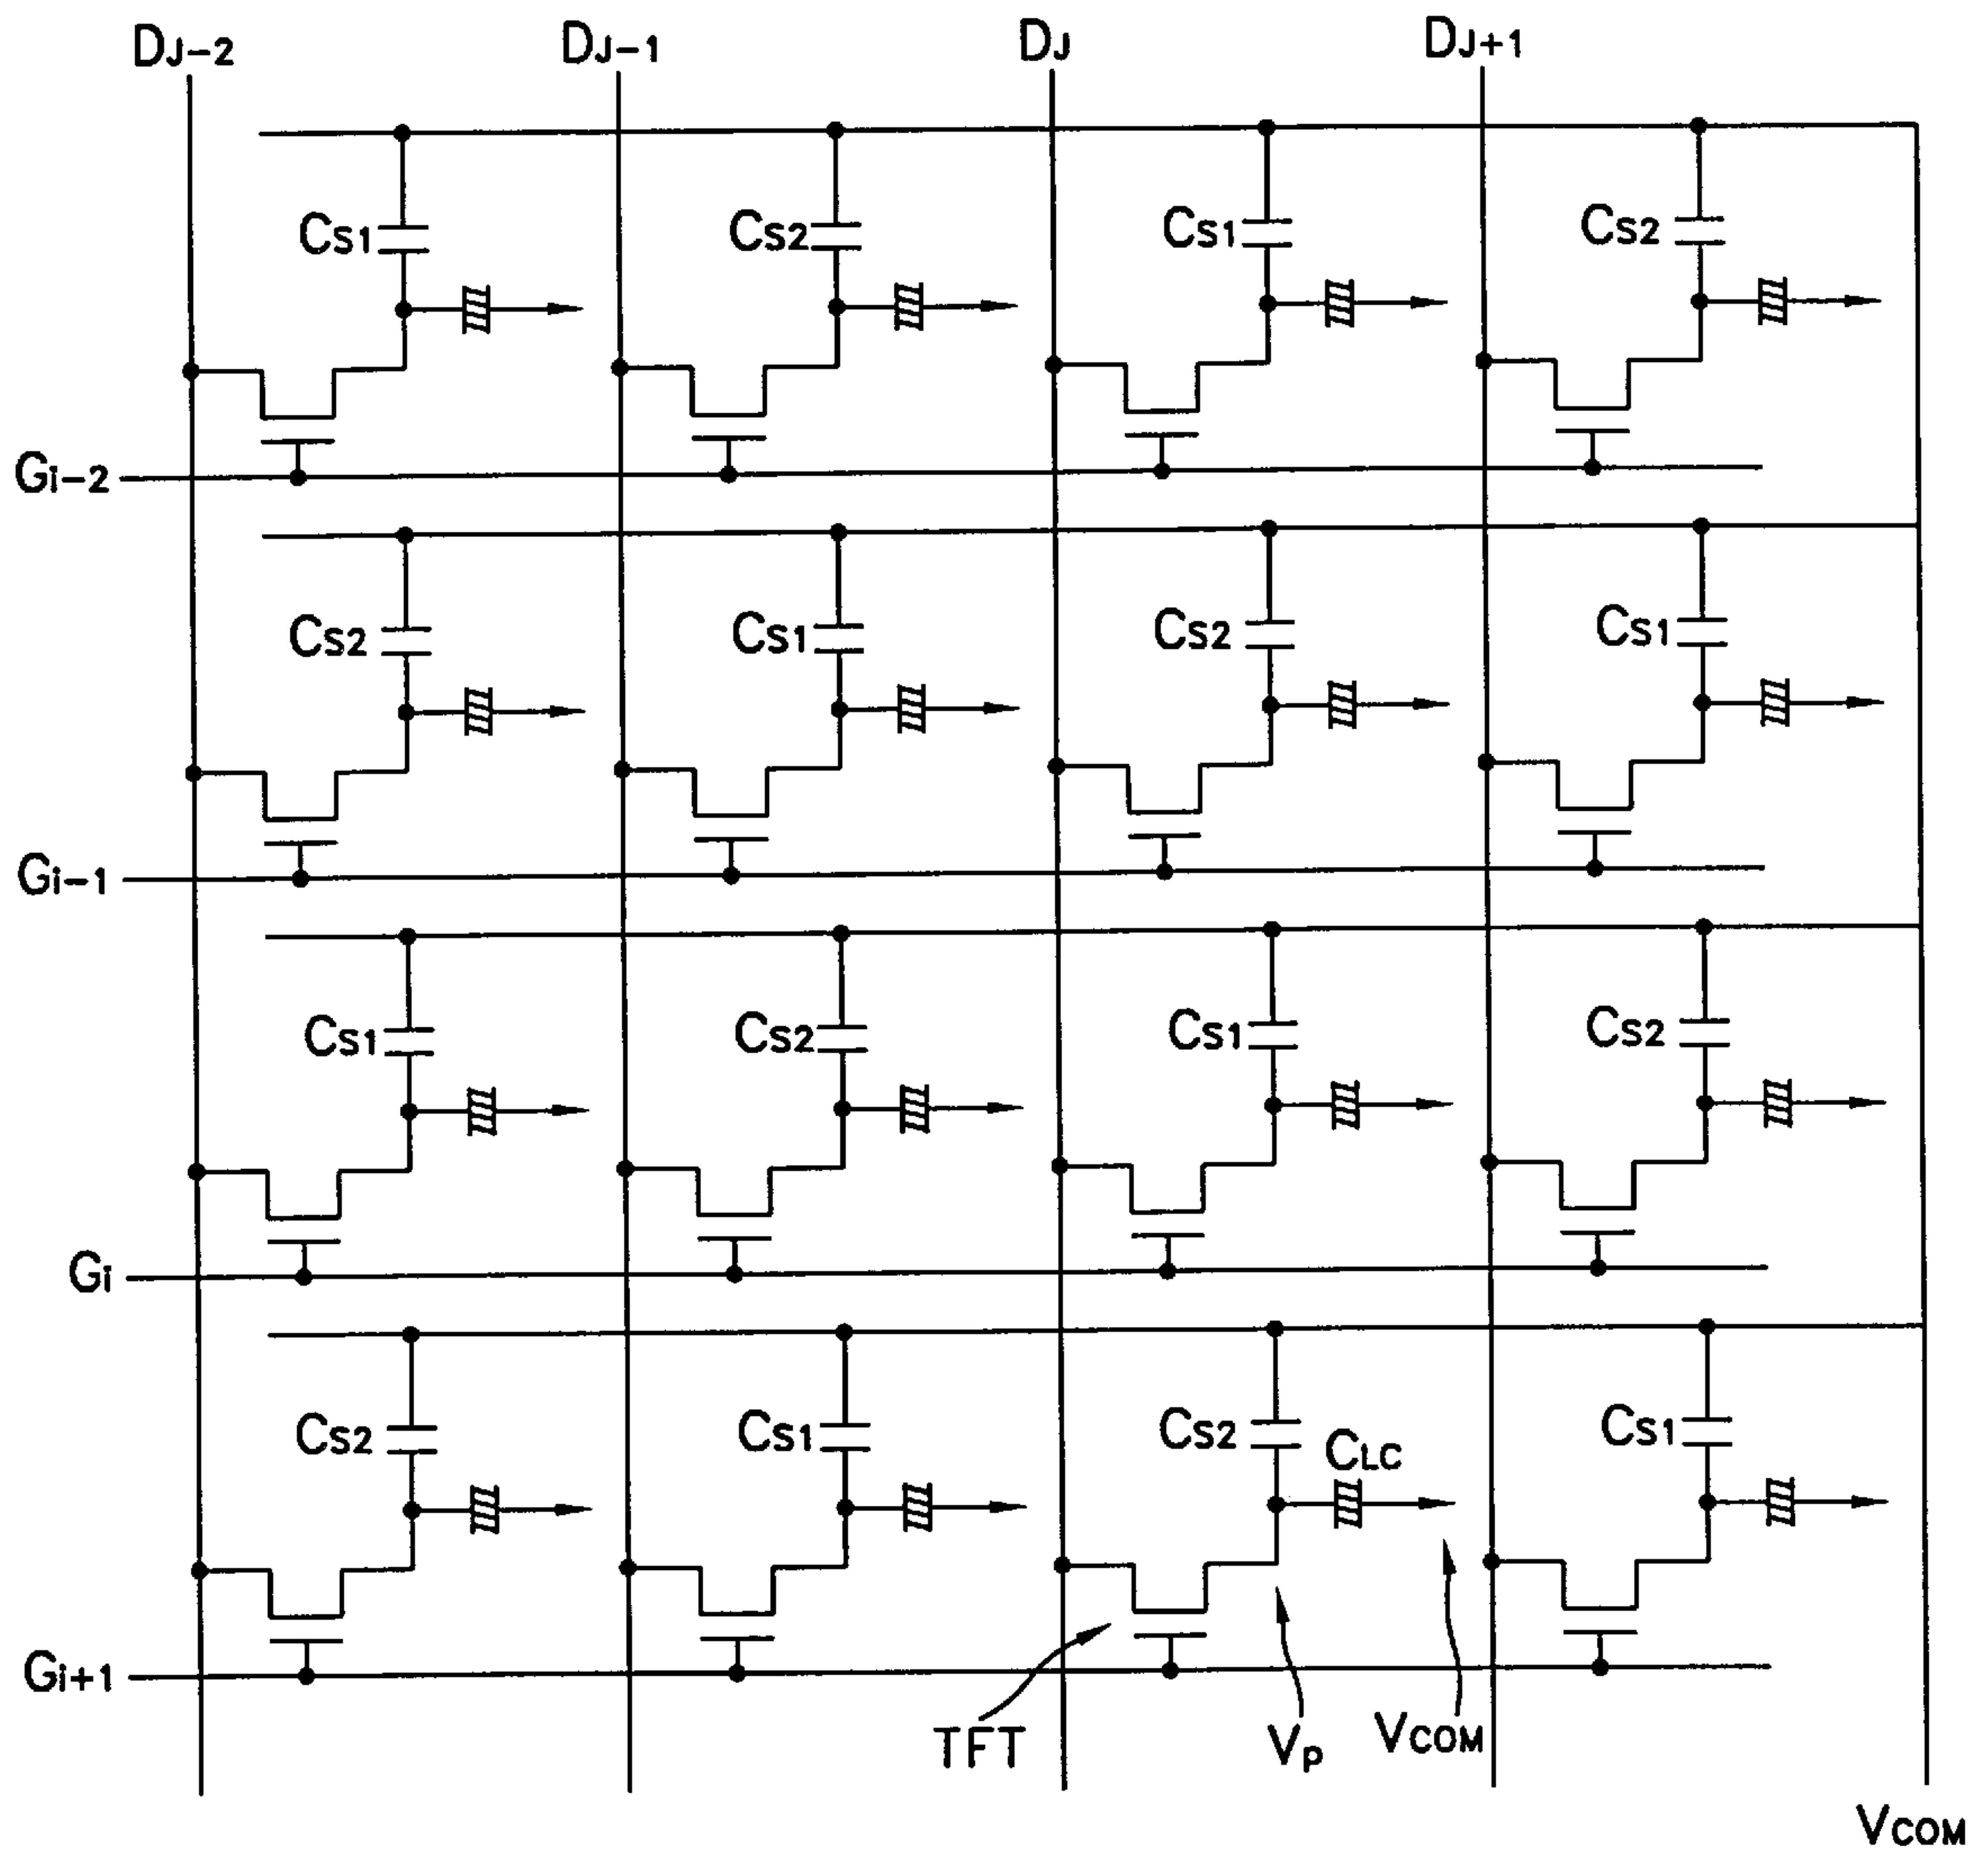 DJ-2 DJ-1 DJ DJ+1
CS1 CS2 CS1 CS2
Gi-2
CS2 CS1 CS2 CS1
Gi-1
CS1 CS2 CS1 CS2
Gi
CS2 CS1 CS2 CLC CS1
Gi+1
TFT VP VCOM
VCOM